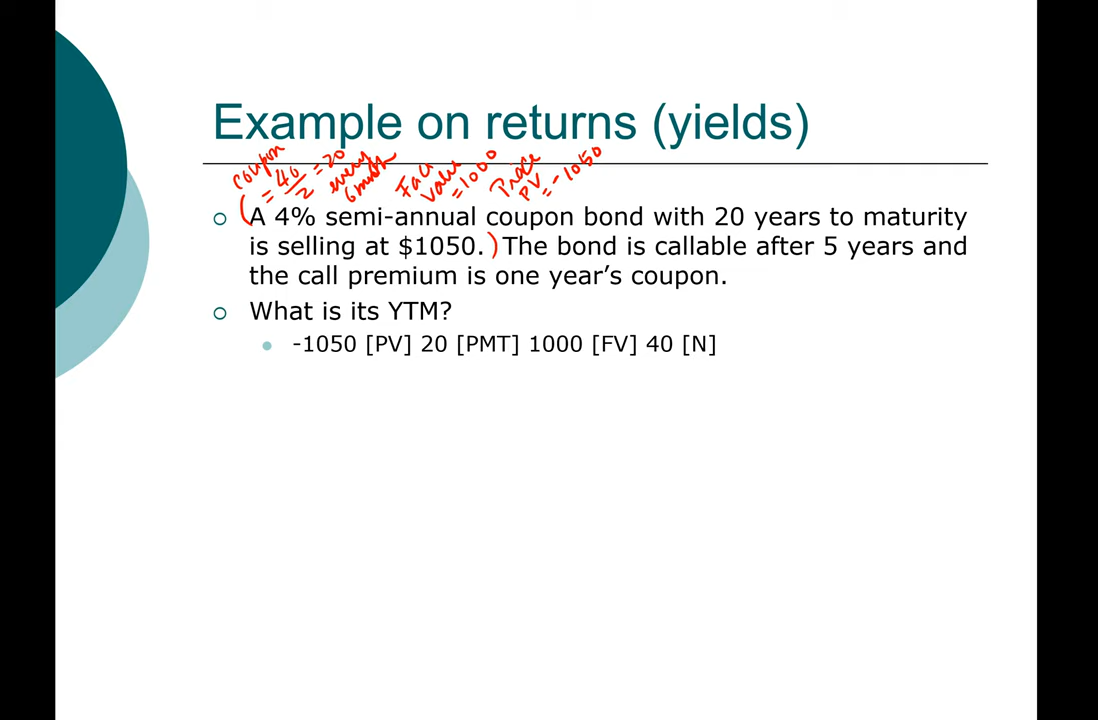 Example on returns (yields)
coupon
= 40/2 = 20
every
6 month
Face
Value
= 1000
Price
PV = -1050
(A 4% semi-annual coupon bond with 20 years to maturity
is selling at $1050.) The bond is callable after 5 years and
the call premium is one year’s coupon.
What is its YTM?
-1050 [PV] 20 [PMT] 1000 [FV] 40 [N]